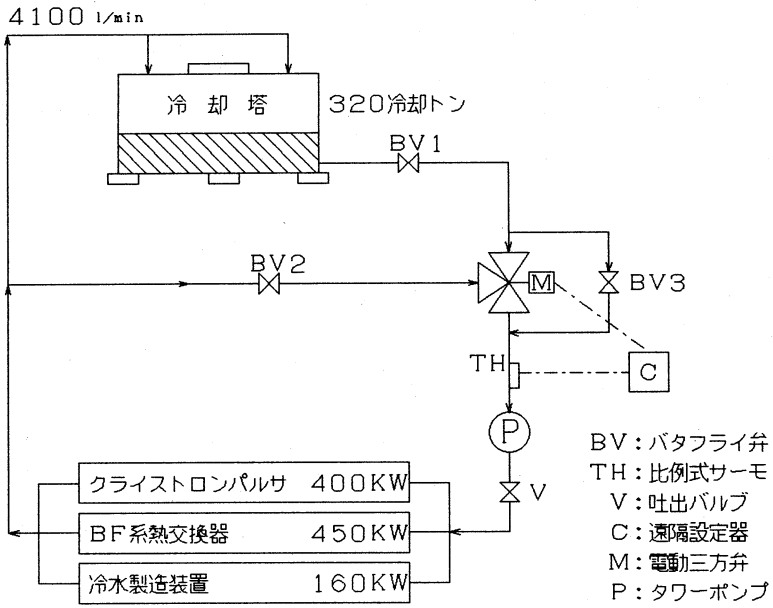 4100 l/min
冷却塔
320冷却トン
BV1
BV2
M
BV3
TH
C
P
V
クライストロンパルサ 400KW
BF系熱交換器 450KW
冷水製造装置 160KW
BV:バタフライ弁
TH:比例式サーモ
V:吐出バルブ
C:遠隔設定器
M:電動三方弁
P:タワーポンプ